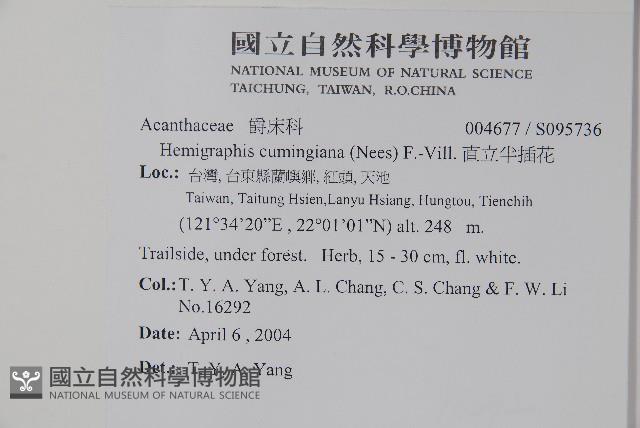 國立自然科學博物館
NATIONAL MUSEUM OF NATURAL SCIENCE
TAICHUNG, TAIWAN, R.O.CHINA
Acanthaceae 爵床科 004677 / S095736
Hemigraphis cumingiana (Nees) F.-Vill. 直立半插花
Loc.: 台灣, 台東縣蘭嶼鄉, 紅頭, 天池
Taiwan, Taitung Hsien,Lanyu Hsiang, Hungtou, Tienchih
(121°34'20"E , 22°01'01"N) alt. 248 m.
Trailside, under forest. Herb, 15 - 30 cm, fl. white.
Col.: T. Y. A. Yang, A. L. Chang, C. S. Chang & F. W. Li
No.16292
Date: April 6 , 2004
Det.: T. Y. A. Yang
國立自然科學博物館
NATIONAL MUSEUM OF NATURAL SCIENCE